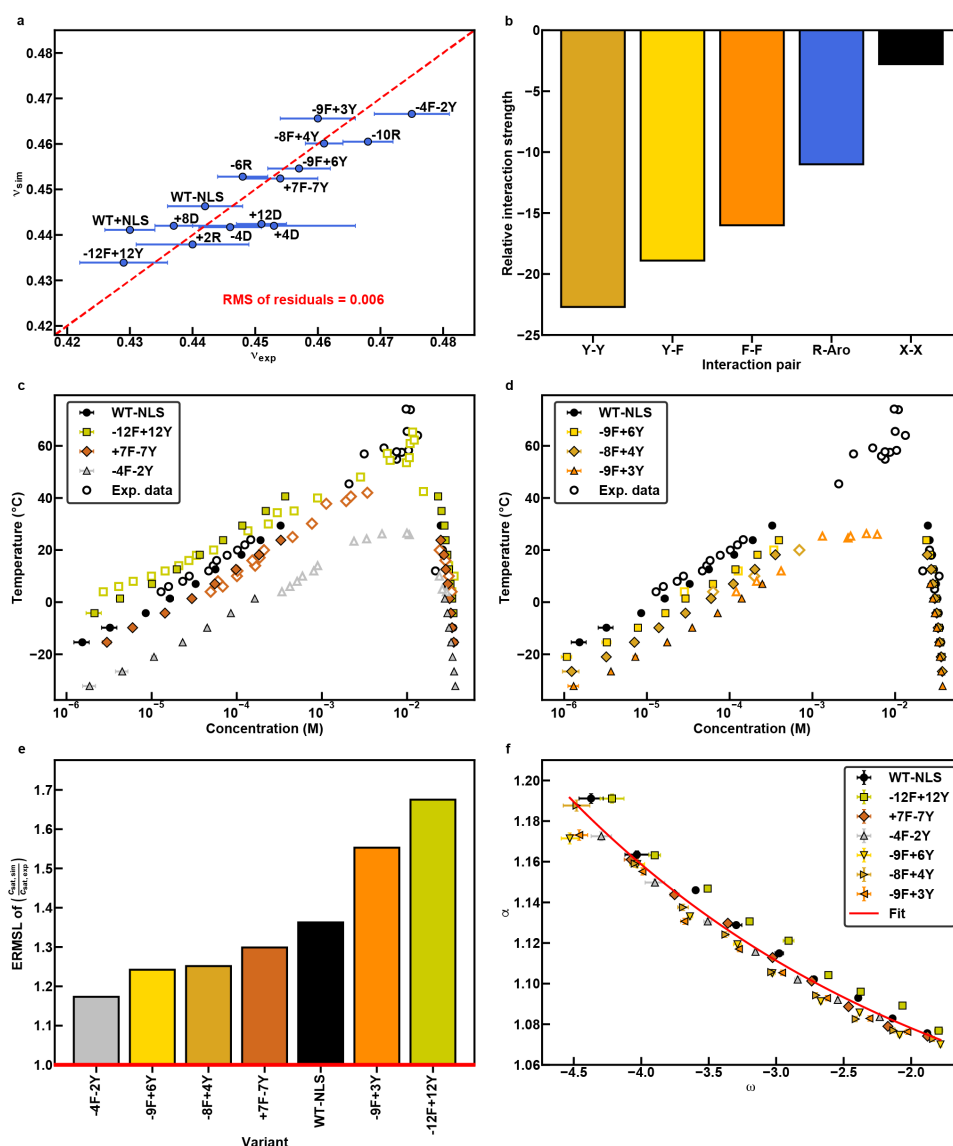 a
0.48
0.47
0.46
0.45
0.44
0.43
0.42
νsim
-9F+3Y
-4F-2Y
-8F+4Y
-10R
-9F+6Y
-6R
+7F-7Y
WT-NLS
WT+NLS
+8D
+12D
-4D
+4D
+2R
-12F+12Y
RMS of residuals = 0.006
0.42 0.43 0.44 0.45 0.46 0.47 0.48
νexp
b
0
−5
−10
−15
−20
−25
Relative interaction strength
Y-Y Y-F F-F R-Aro X-X
Interaction pair
c
60
40
20
0
−20
Temperature (°C)
WT-NLS
-12F+12Y
+7F-7Y
-4F-2Y
Exp. data
10⁻⁶ 10⁻⁵ 10⁻⁴ 10⁻³ 10⁻²
Concentration (M)
d
60
40
20
0
−20
Temperature (°C)
WT-NLS
-9F+6Y
-8F+4Y
-9F+3Y
Exp. data
10⁻⁶ 10⁻⁵ 10⁻⁴ 10⁻³ 10⁻²
Concentration (M)
e
1.7
1.6
1.5
1.4
1.3
1.2
1.1
1.0
ERMSL of (csat,sim/csat,exp)
-4F-2Y -9F+6Y -8F+4Y +7F-7Y WT-NLS -9F+3Y -12F+12Y
Variant
f
1.20
1.18
1.16
1.14
1.12
1.10
1.08
1.06
α
WT-NLS
-12F+12Y
+7F-7Y
-4F-2Y
-9F+6Y
-8F+4Y
-9F+3Y
Fit
−4.5 −4.0 −3.5 −3.0 −2.5 −2.0
ω